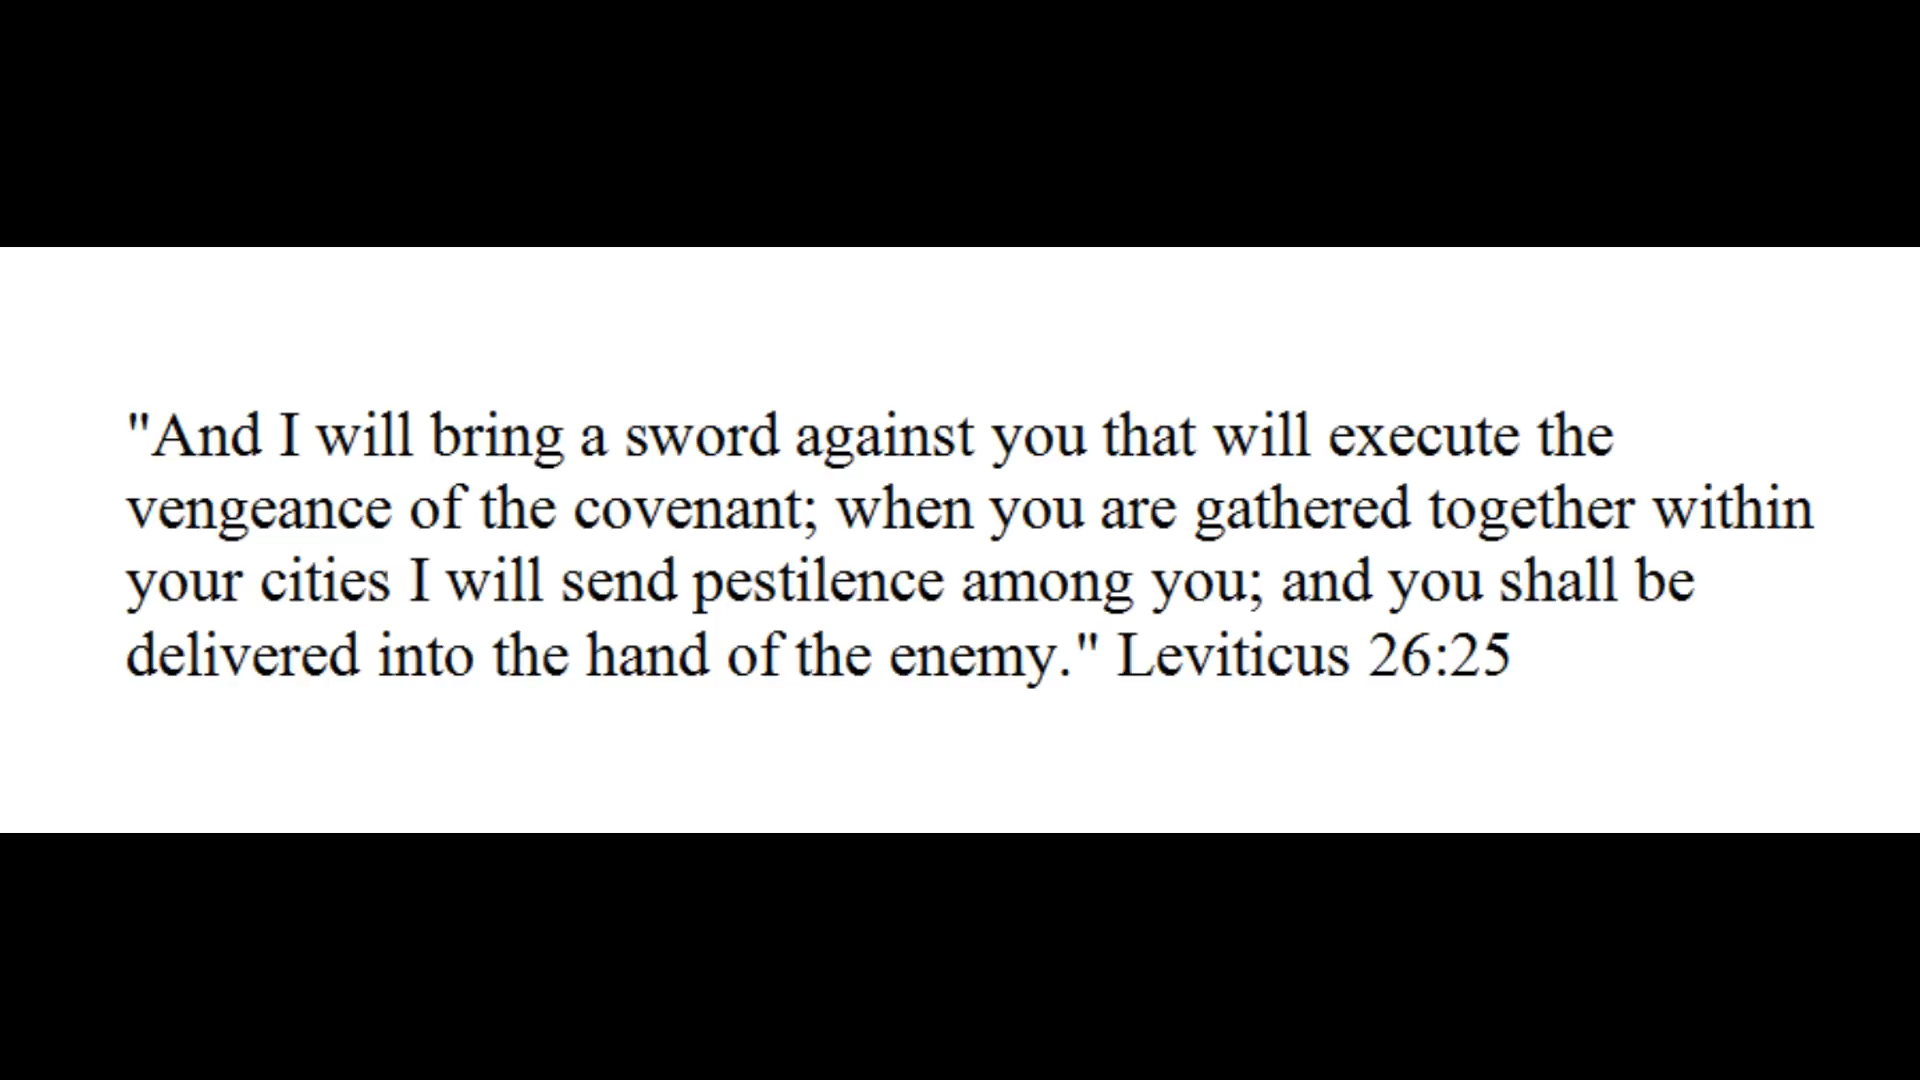 "And I will bring a sword against you that will execute the
vengeance of the covenant; when you are gathered together within
your cities I will send pestilence among you; and you shall be
delivered into the hand of the enemy." Leviticus 26:25